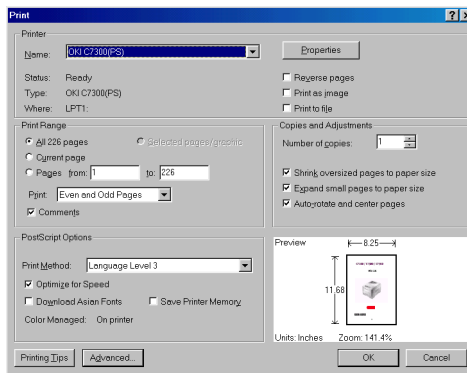 Print
Printer
Name: OKI C7300(PS)
Properties
Status: Ready
Reverse pages
Type: OKI C7300(PS)
Print as image
Where: LPT1:
Print to file
Print Range
All 226 pages
Selected pages/graphic
Current page
Pages from: 1 to: 226
Print: Even and Odd Pages
Comments
Copies and Adjustments
Number of copies: 1
Shrink oversized pages to paper size
Expand small pages to paper size
Auto-rotate and center pages
PostScript Options
Print Method: Language Level 3
Optimize for Speed
Download Asian Fonts
Save Printer Memory
Color Managed: On printer
Preview
8.25
11.68
Units: Inches Zoom: 141.4%
Printing Tips
Advanced...
OK
Cancel